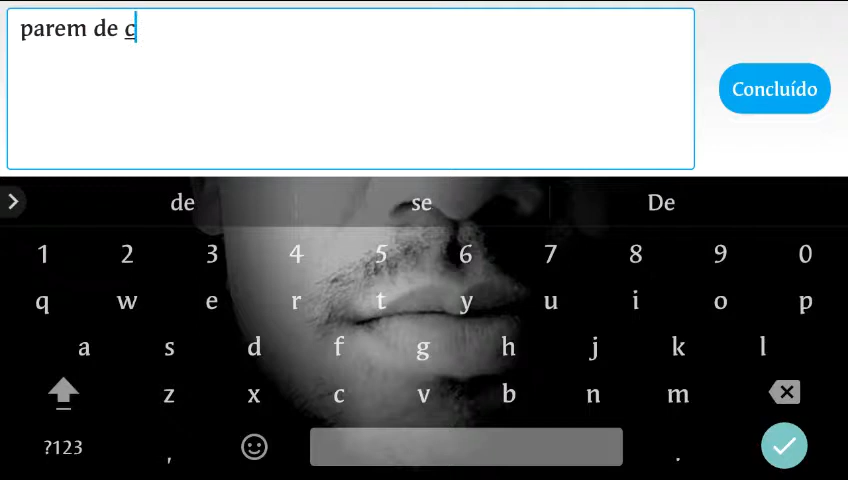 parem de c
Concluído
de se De
1 2 3 4 5 6 7 8 9 0
q w e r t y u i o p
a s d f g h j k l
z x c v b n m
?123 , .